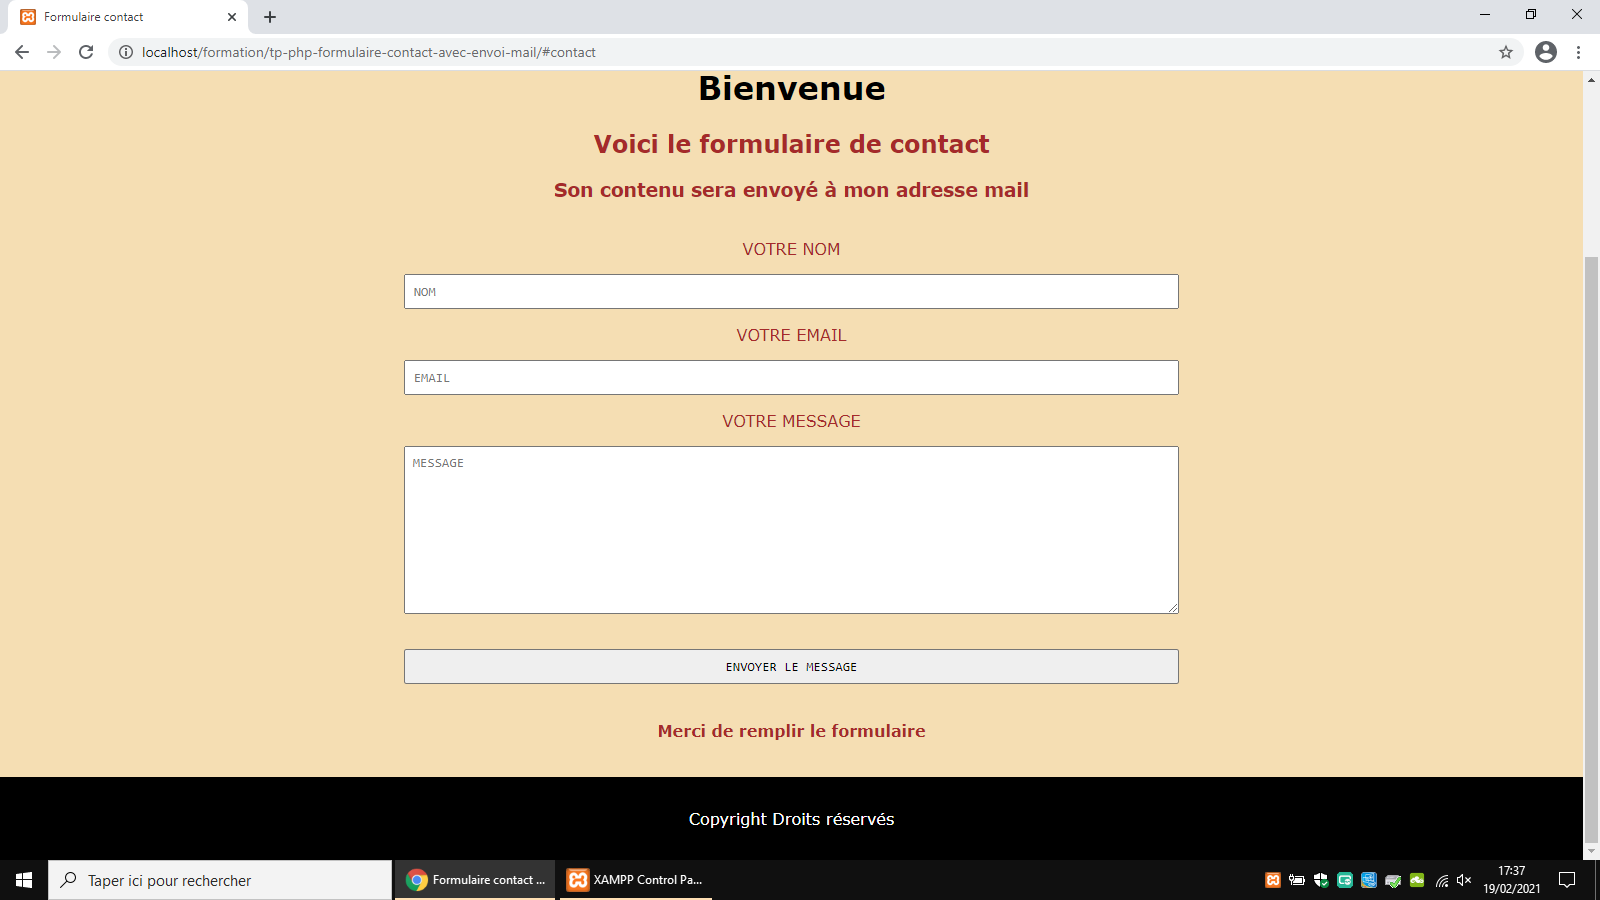 Formulaire contact
localhost/formation/tp-php-formulaire-contact-avec-envoi-mail/#contact
Bienvenue
Voici le formulaire de contact
Son contenu sera envoyé à mon adresse mail
VOTRE NOM
NOM
VOTRE EMAIL
EMAIL
VOTRE MESSAGE
MESSAGE
ENVOYER LE MESSAGE
Merci de remplir le formulaire
Copyright Droits réservés
Taper ici pour rechercher
Formulaire contact ...
XAMPP Control Pa...
17:37
19/02/2021